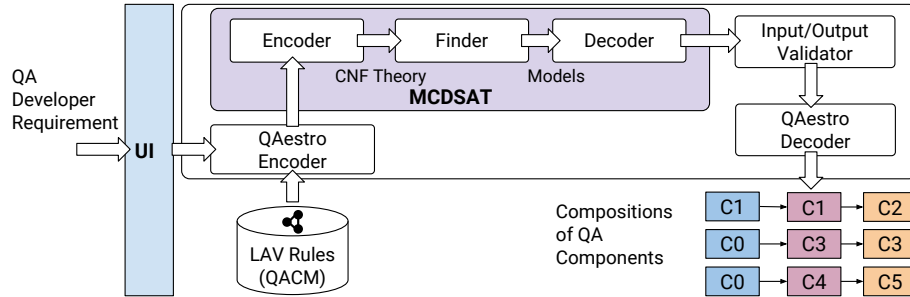 QA
Developer
Requirement
UI
Encoder
Finder
Decoder
CNF Theory
Models
MCDSAT
Input/Output
Validator
QAestro
Encoder
QAestro
Decoder
LAV Rules
(QACM)
Compositions
of QA
Components
C1 C1 C2
C0 C3 C3
C0 C4 C5